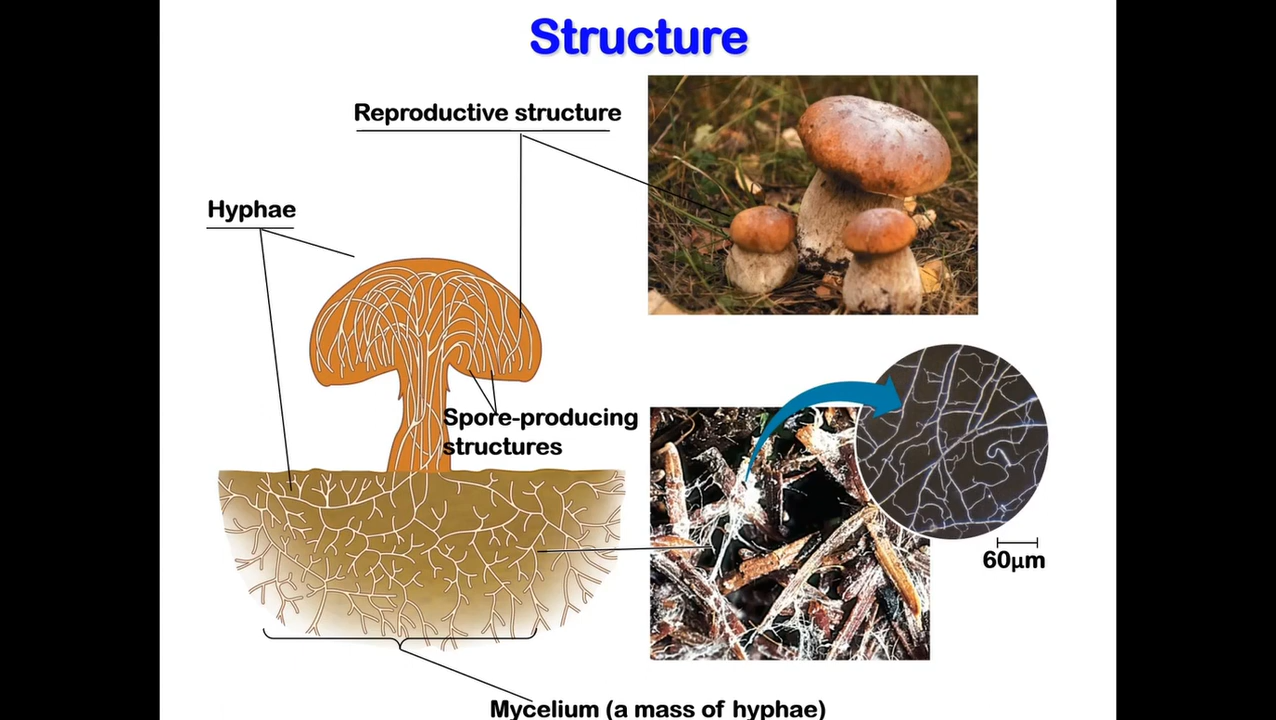 Structure
Reproductive structure
Hyphae
Spore-producing
structures
60µm
Mycelium (a mass of hyphae)